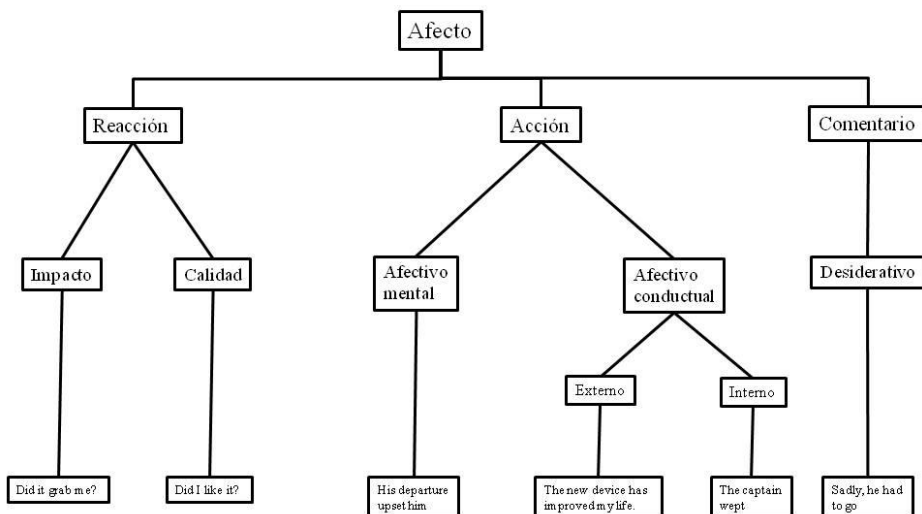 Afecto
Reacción
Acción
Comentario
Impacto
Calidad
Afectivo
mental
Afectivo
conductual
Desiderativo
Externo
Interno
Did it grab me?
Did I like it?
His departure
upset him
The new device has
improved my life.
The captain
wept
Sadly, he had
to go